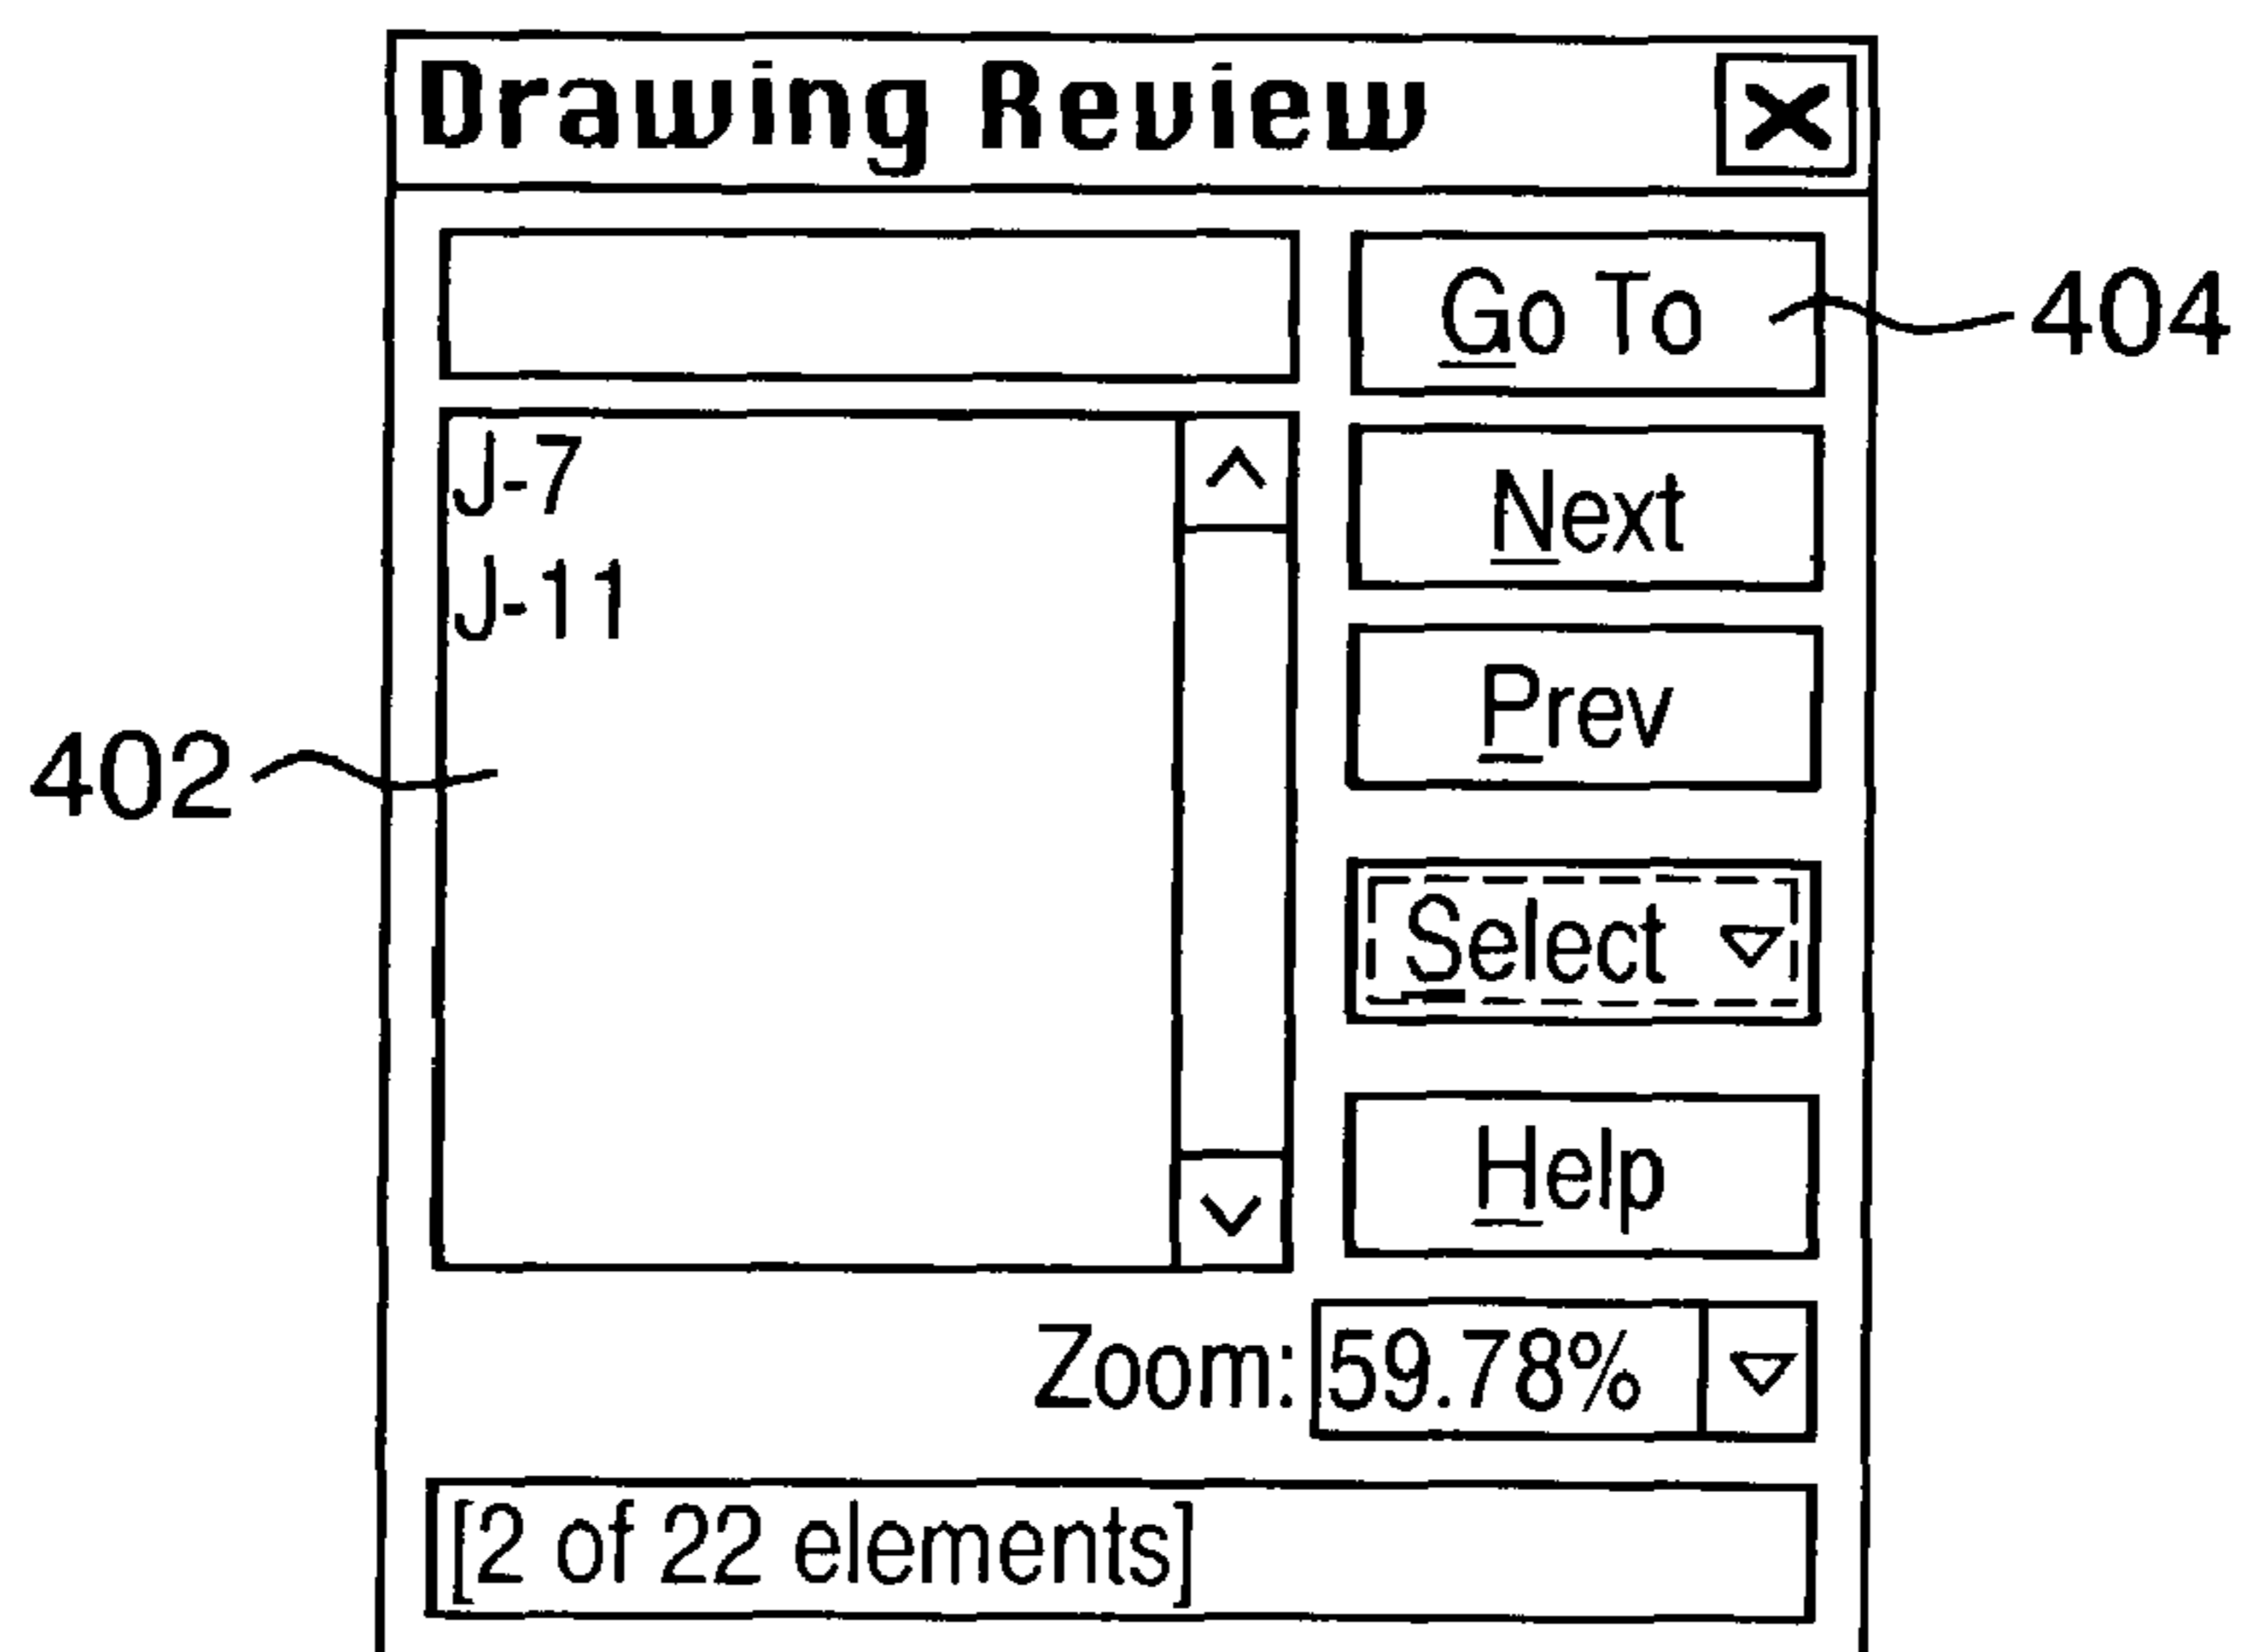 Drawing Review
Go To
404
J-7
J-11
Next
Prev
402
Select
Help
Zoom: 59.78%
[2 of 22 elements]